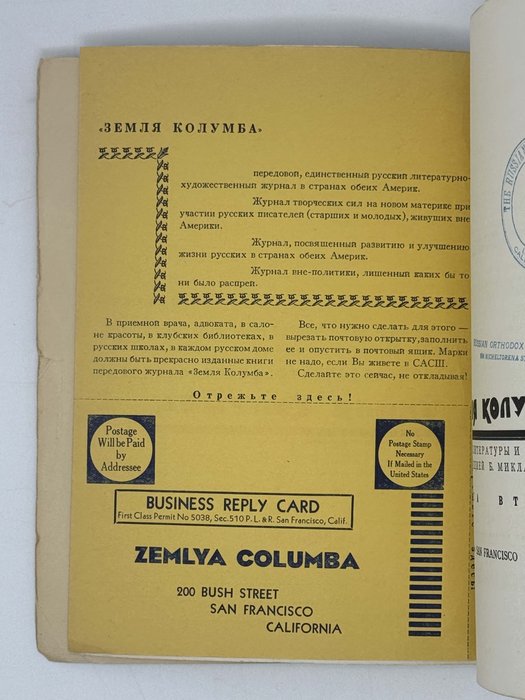 «ЗЕМЛЯ КОЛУМБА»
передовой, единственный русский литературно-
художественный журнал в странах обеих Америк.
Журнал творческих сил на новом материке при
участии русских писателей (старших и молодых), живущих вне
Америки.
Журнал, посвященный развитию и улучшению
жизни русских в странах обеих Америк.
Журнал вне-политики, лишенный каких бы то
ни было распрей.
В приемной врача, адвоката, в сало-
не красоты, в клубских библиотеках, в
русских школах, в каждом русском доме
должны быть прекрасно изданные книги
передового журнала «Земля Колумба».
Все, что нужно сделать для этого —
вырезать почтовую открытку, заполнить
ее и опустить в почтовый ящик. Марки
не надо, если Вы живете в САСШ.
Сделайте это сейчас, не откладывая!
Отрежьте здесь!
Postage
Will be Paid
by
Addressee
No
Postage Stamp
Necessary
If Mailed in the
United States
BUSINESS REPLY CARD
First Class Permit No 5038, Sec. 510 P. L. & R. San Francisco, Calif.
ZEMLYA COLUMBA
200 BUSH STREET
SAN FRANCISCO
CALIFORNIA
THE RUSSI
ORTHODOX
КОЛУ
ЛИТЕРАТУРЫ И
Б. МИКЛА
А В Т
SAN FRANCISCO